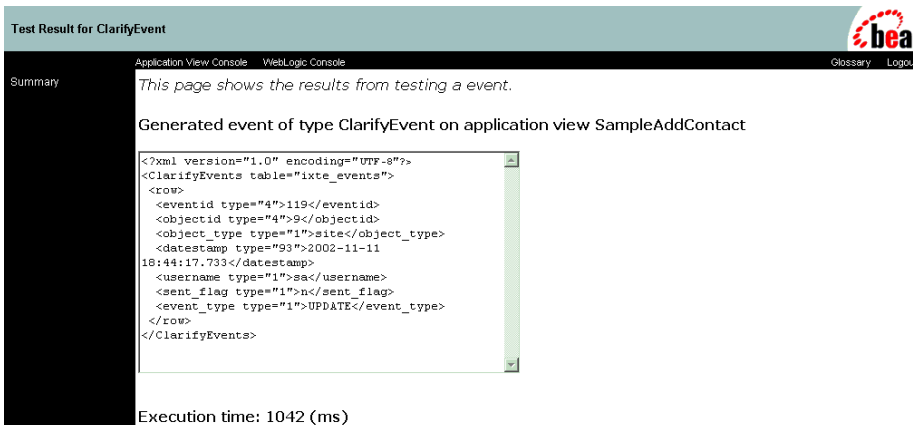 Test Result for ClarifyEvent
bea
Application View Console WebLogic Console Glossary Logou
Summary
This page shows the results from testing a event.
Generated event of type ClarifyEvent on application view SampleAddContact
<?xml version="1.0" encoding="UTF-8"?>
<ClarifyEvents table="ixte_events">
<row>
<eventid type="4">119</eventid>
<objectid type="4">9</objectid>
<object_type type="1">site</object_type>
<datestamp type="93">2002-11-11
18:44:17.733</datestamp>
<username type="1">sa</username>
<sent_flag type="1">n</sent_flag>
<event_type type="1">UPDATE</event_type>
</row>
</ClarifyEvents>
Execution time: 1042 (ms)